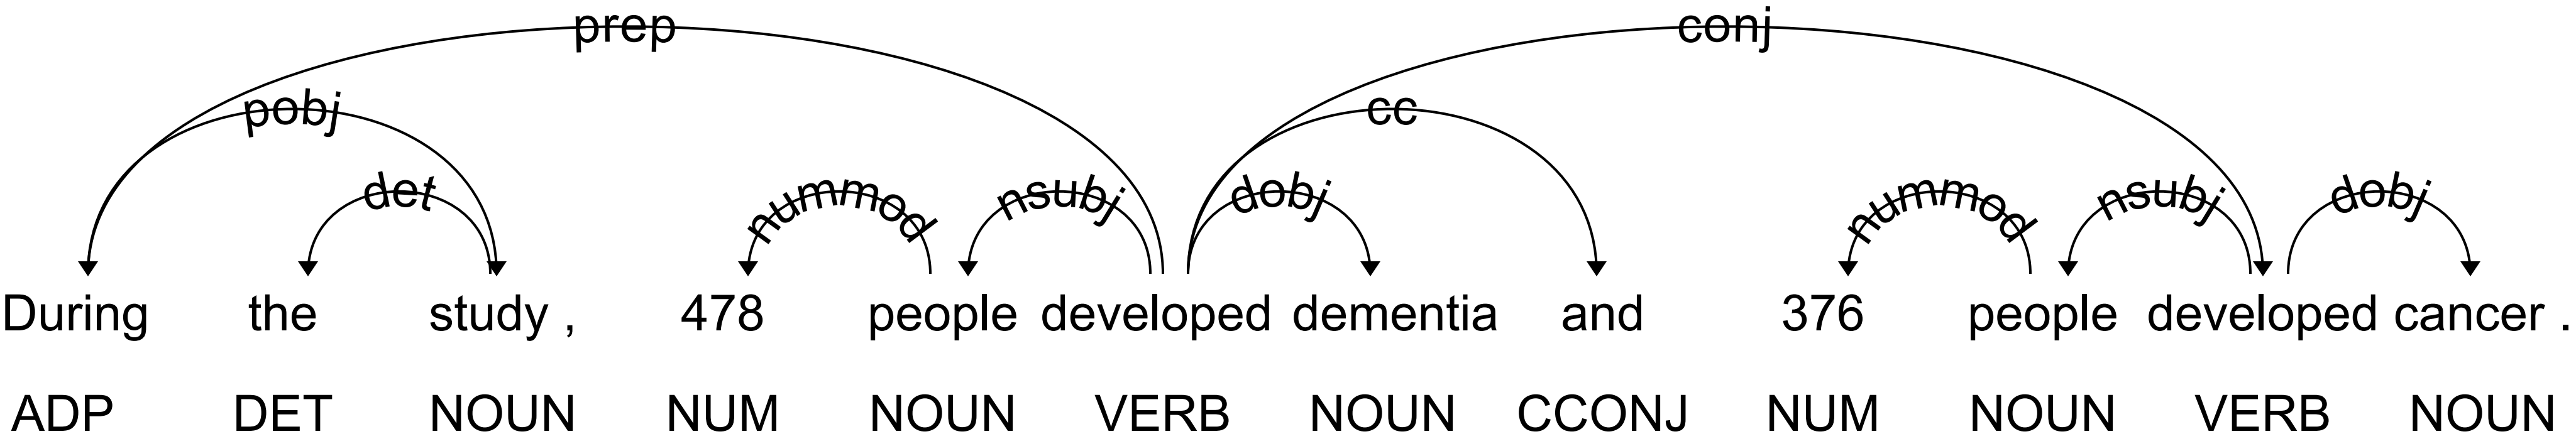 prep conj
pobj cc
det nummod nsubj dobj nummod nsubj dobj
During the study , 478 people developed dementia and 376 people developed cancer .
ADP DET NOUN NUM NOUN VERB NOUN CCONJ NUM NOUN VERB NOUN